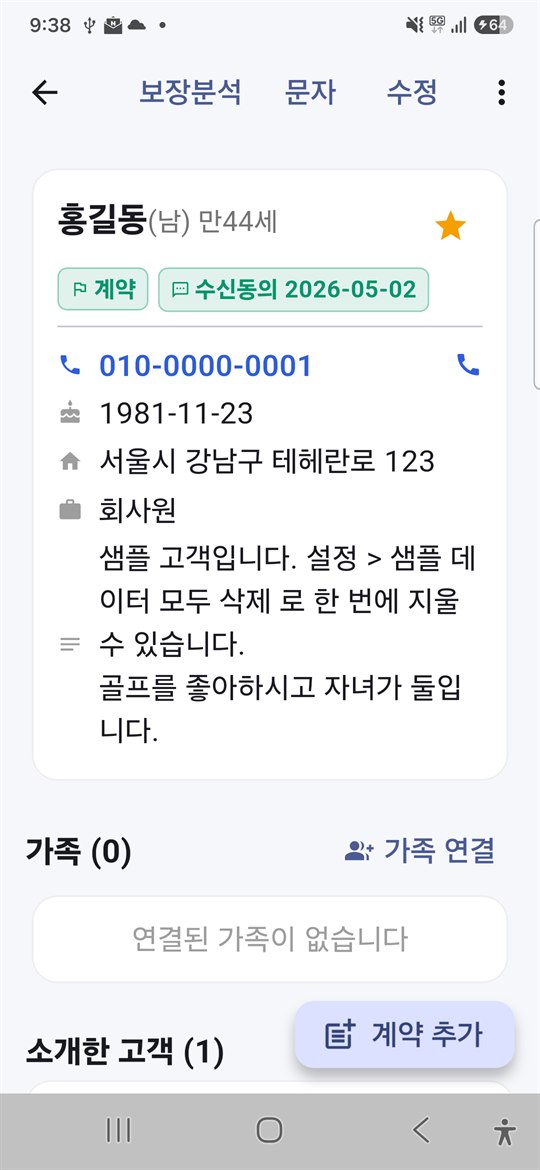 9:38
5G
64
보장분석 문자 수정
홍길동(남) 만44세
계약 수신동의 2026-05-02
010-0000-0001
1981-11-23
서울시 강남구 테헤란로 123
회사원
샘플 고객입니다. 설정 > 샘플 데
이터 모두 삭제 로 한 번에 지울
수 있습니다.
골프를 좋아하시고 자녀가 둘입
니다.
가족 (0) 가족 연결
연결된 가족이 없습니다
계약 추가
소개한 고객 (1)